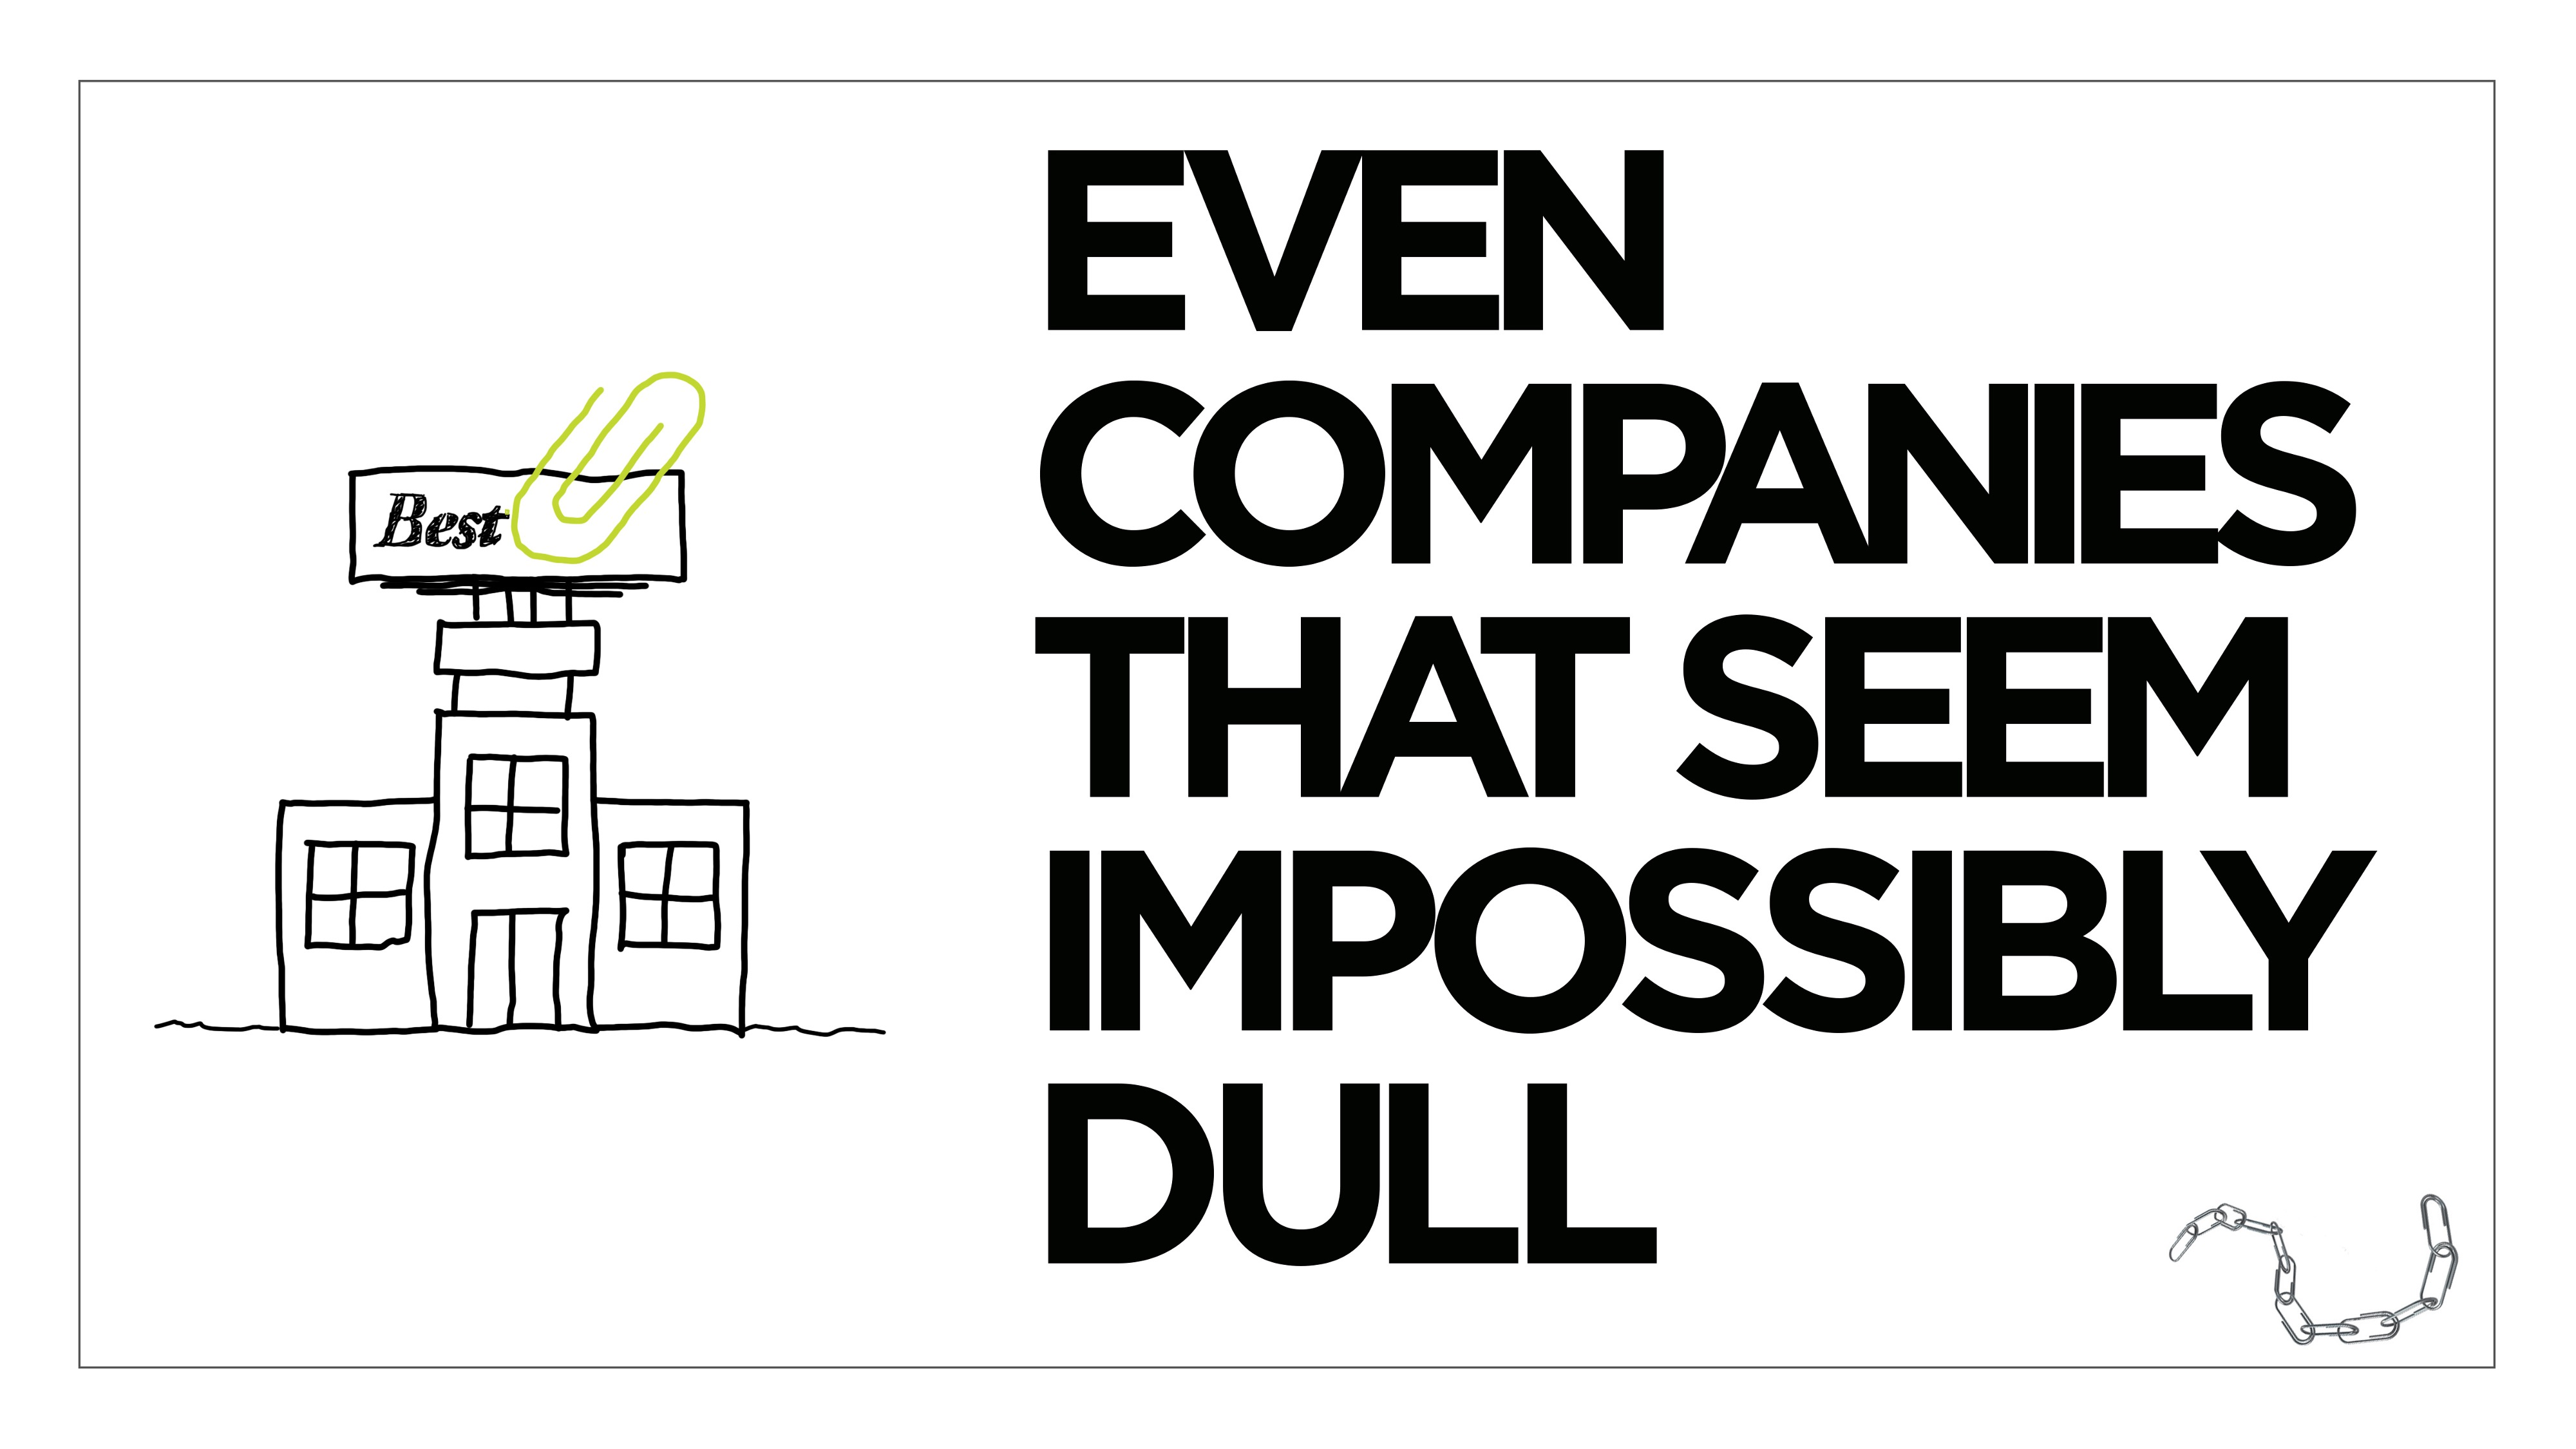 Best
EVEN
COMPANIES
THAT SEEM
IMPOSSIBLY
DULL